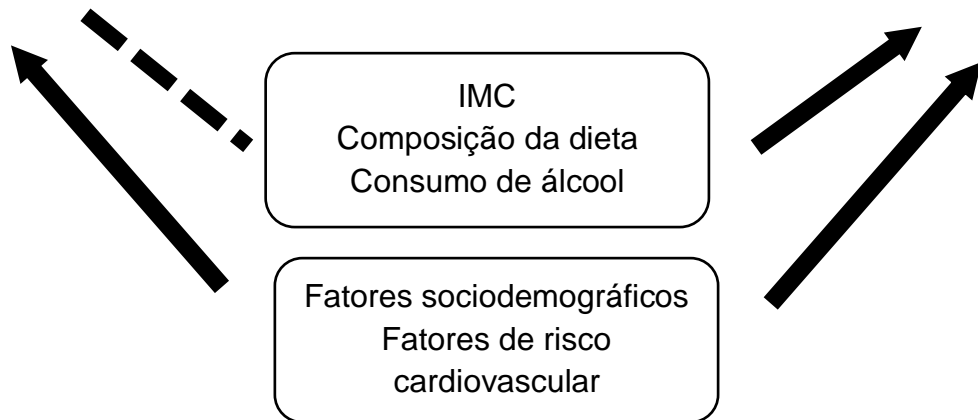 IMC
Composição da dieta
Consumo de álcool
Fatores sociodemográficos
Fatores de risco
cardiovascular